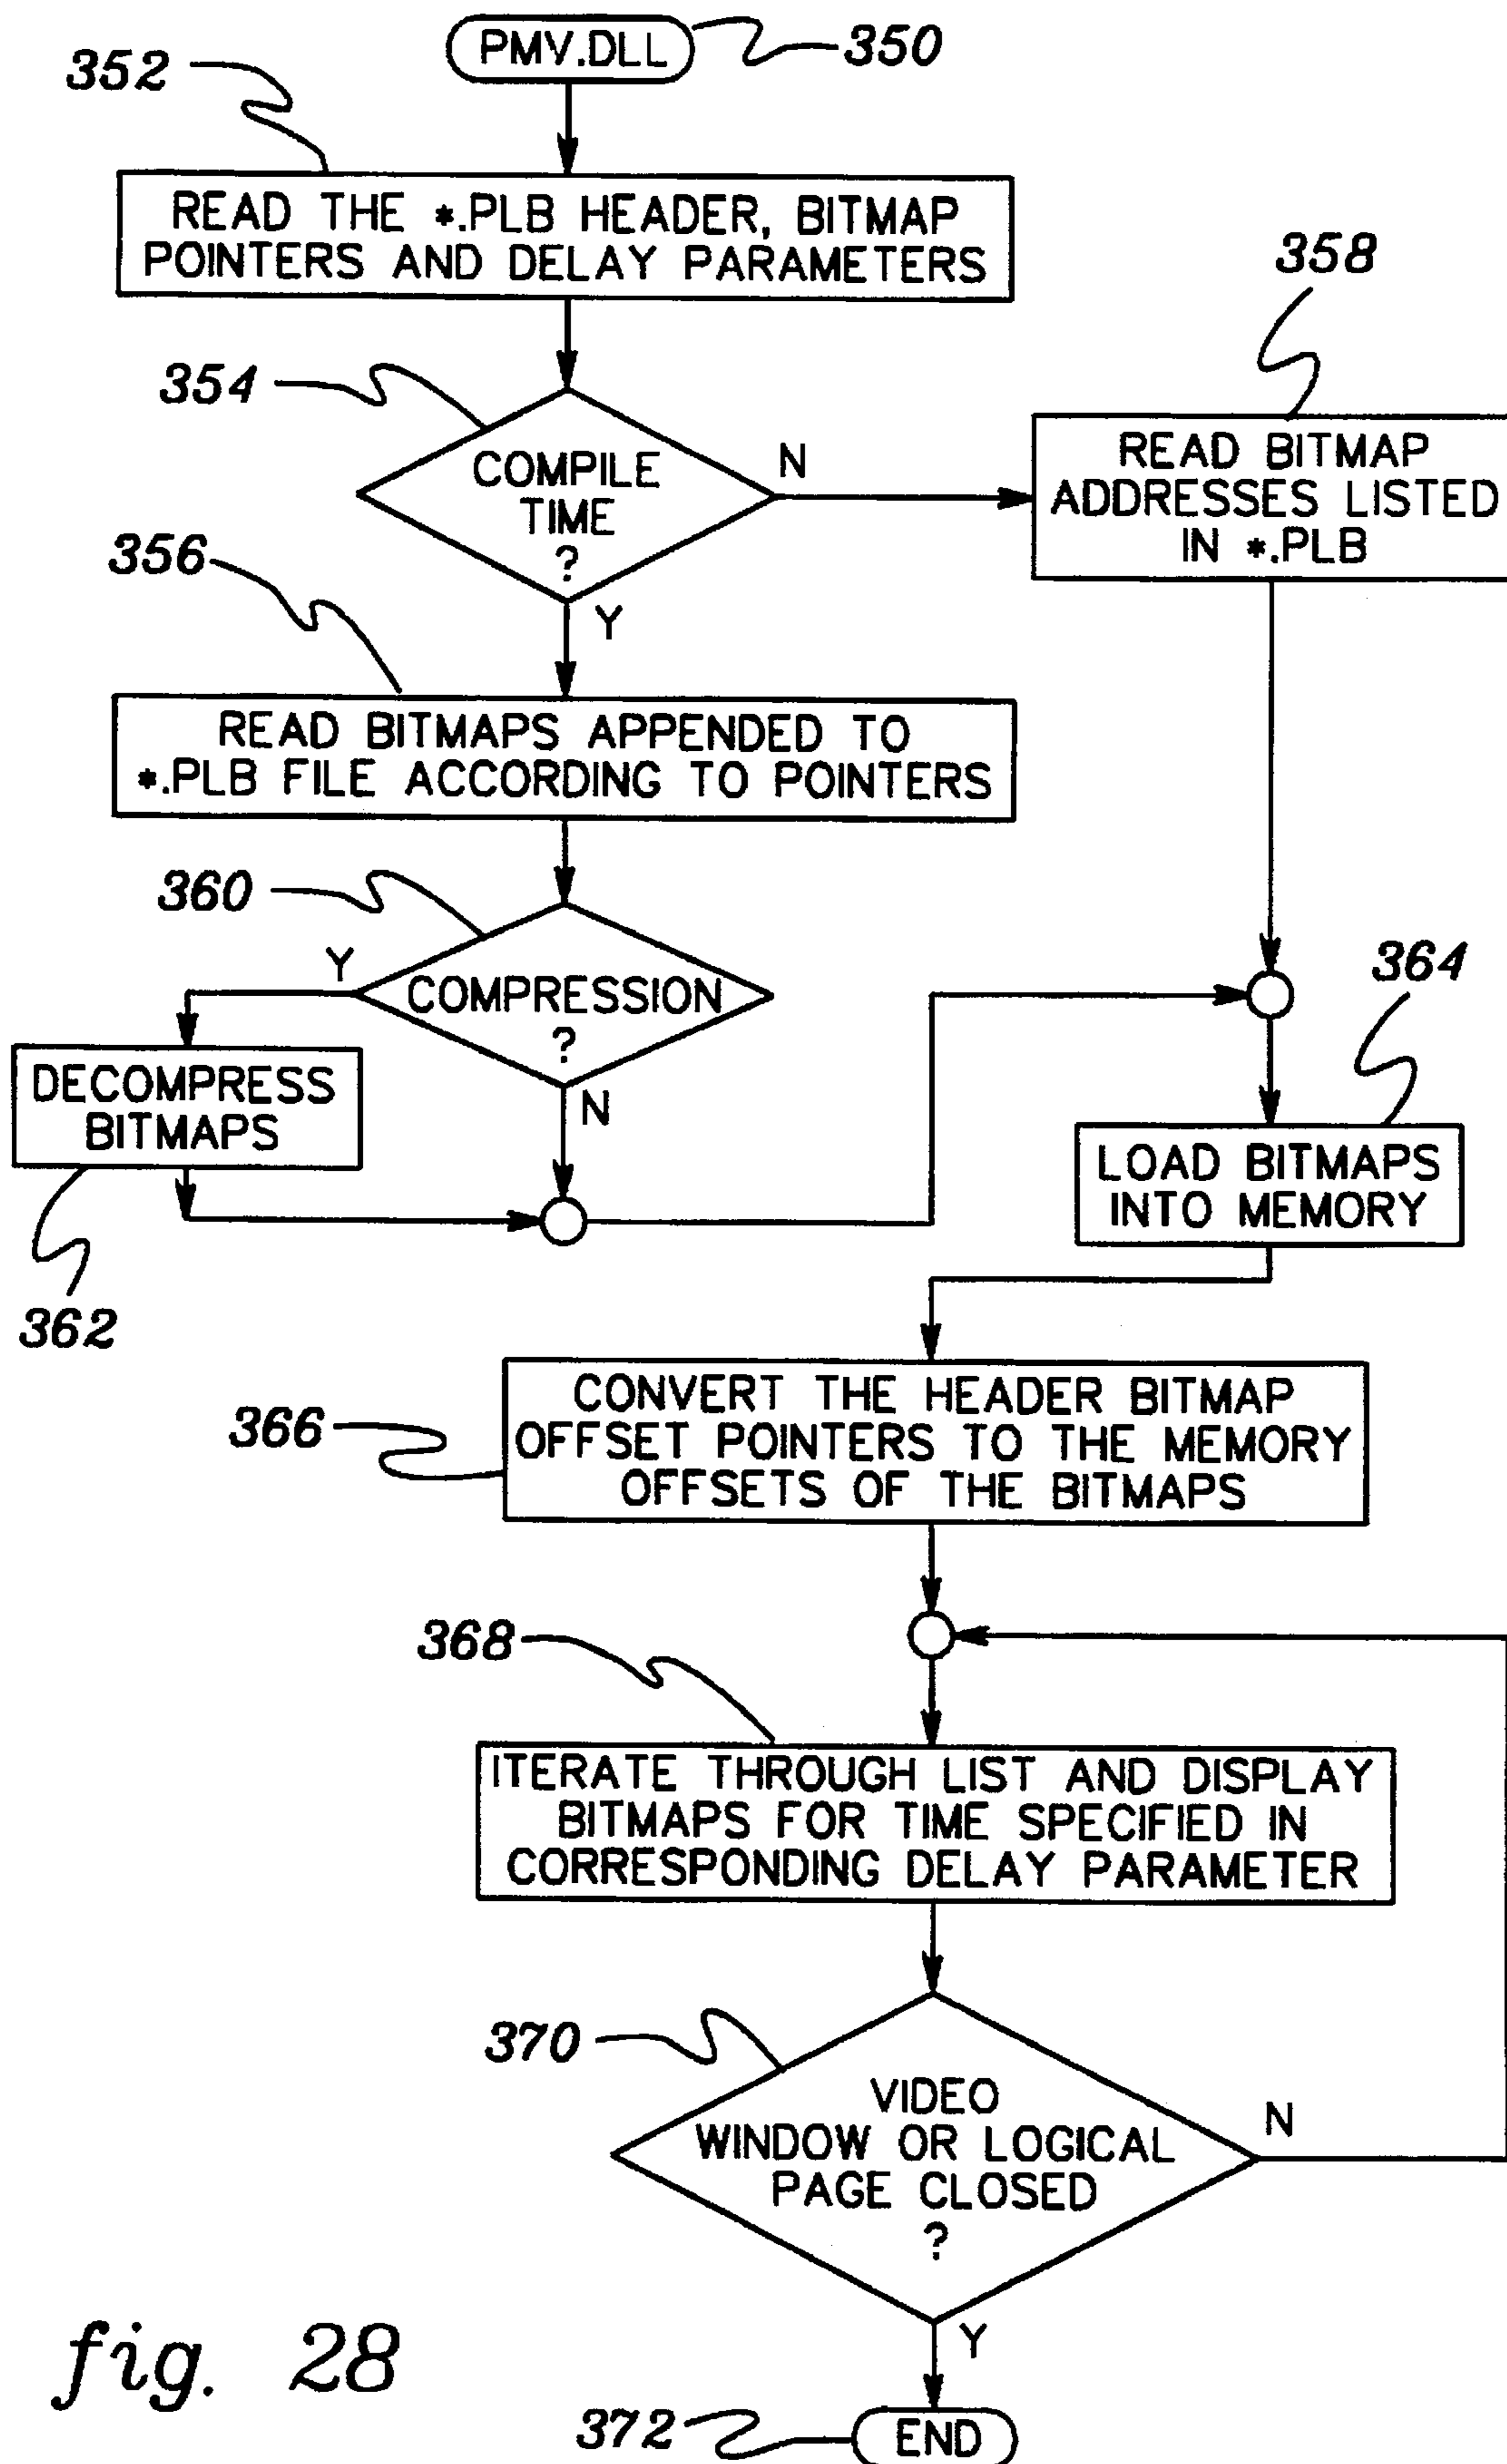 PMV.DLL
350
352
READ THE *.PLB HEADER, BITMAP
POINTERS AND DELAY PARAMETERS
354
COMPILE
TIME
?
N
Y
358
READ BITMAP
ADDRESSES LISTED
IN *.PLB
356
READ BITMAPS APPENDED TO
*.PLB FILE ACCORDING TO POINTERS
360
COMPRESSION
?
Y
N
DECOMPRESS
BITMAPS
362
364
LOAD BITMAPS
INTO MEMORY
366
CONVERT THE HEADER BITMAP
OFFSET POINTERS TO THE MEMORY
OFFSETS OF THE BITMAPS
368
ITERATE THROUGH LIST AND DISPLAY
BITMAPS FOR TIME SPECIFIED IN
CORRESPONDING DELAY PARAMETER
370
VIDEO
WINDOW OR LOGICAL
PAGE CLOSED
?
N
Y
372
END
fig. 28